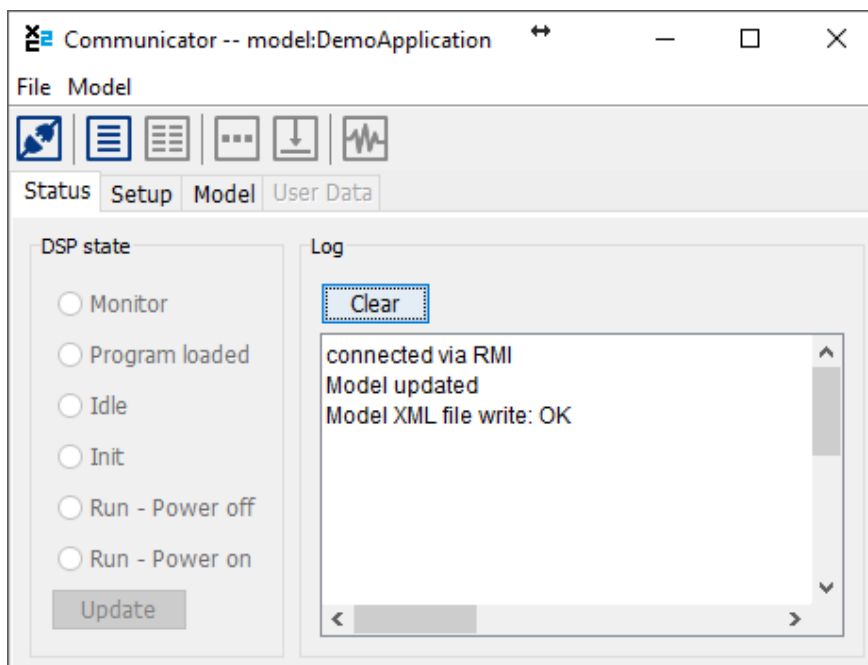 Communicator -- model:DemoApplication
File Model
Status Setup Model User Data
DSP state
Monitor
Program loaded
Idle
Init
Run - Power off
Run - Power on
Update
Log
Clear
connected via RMI
Model updated
Model XML file write: OK